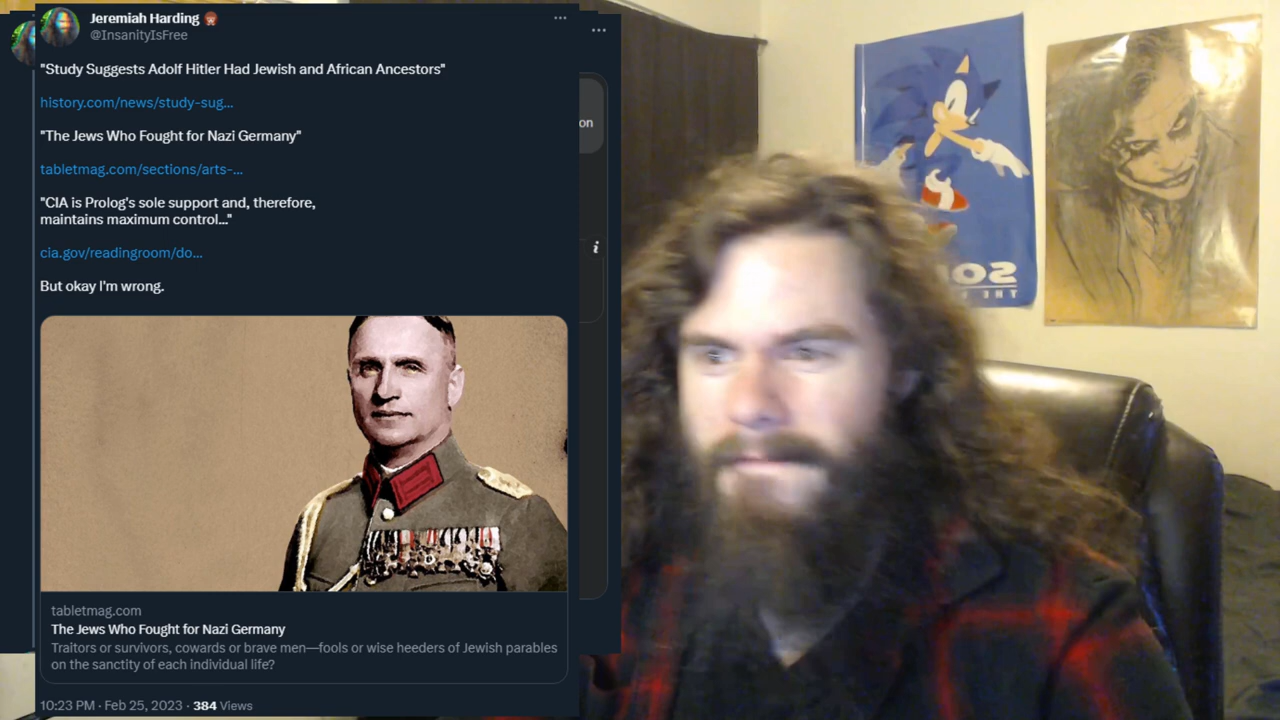 Jeremiah Harding
@InsanityIsFree
"Study Suggests Adolf Hitler Had Jewish and African Ancestors"
history.com/news/study-sug...
"The Jews Who Fought for Nazi Germany"
tabletmag.com/sections/arts-...
"CIA is Prolog's sole support and, therefore,
maintains maximum control..."
cia.gov/readingroom/do...
But okay I'm wrong.
tabletmag.com
The Jews Who Fought for Nazi Germany
Traitors or survivors, cowards or brave men—fools or wise heeders of Jewish parables
on the sanctity of each individual life?
10:23 PM · Feb 25, 2023 · 384 Views
on
SO
THE